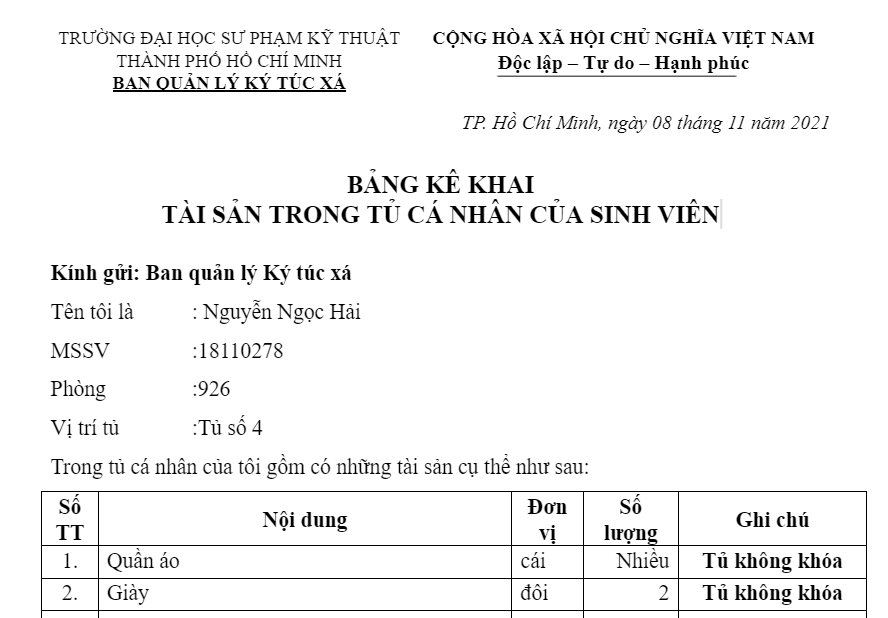 TRƯỜNG ĐẠI HỌC SƯ PHẠM KỸ THUẬT
THÀNH PHỐ HỒ CHÍ MINH
BAN QUẢN LÝ KÝ TÚC XÁ
CỘNG HÒA XÃ HỘI CHỦ NGHĨA VIỆT NAM
Độc lập – Tự do – Hạnh phúc
TP. Hồ Chí Minh, ngày 08 tháng 11 năm 2021
BẢNG KÊ KHAI
TÀI SẢN TRONG TỦ CÁ NHÂN CỦA SINH VIÊN
Kính gửi: Ban quản lý Ký túc xá
Tên tôi là : Nguyễn Ngọc Hải
MSSV :18110278
Phòng :926
Vị trí tủ :Tủ số 4
Trong tủ cá nhân của tôi gồm có những tài sản cụ thể như sau:
Số TT Nội dung Đơn vị Số lượng Ghi chú
1. Quần áo cái Nhiều Tủ không khóa
2. Giày đôi 2 Tủ không khóa